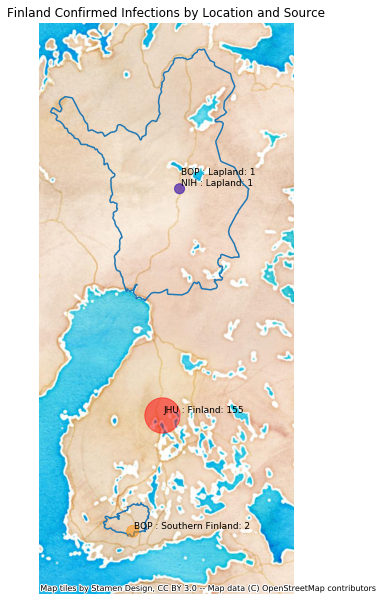 Finland Confirmed Infections by Location and Source
BOP : Lapland: 1
NIH : Lapland: 1
JHU : Finland: 155
BOP : Southern Finland: 2
Map tiles by Stamen Design, CC BY 3.0 -- Map data (C) OpenStreetMap contributors